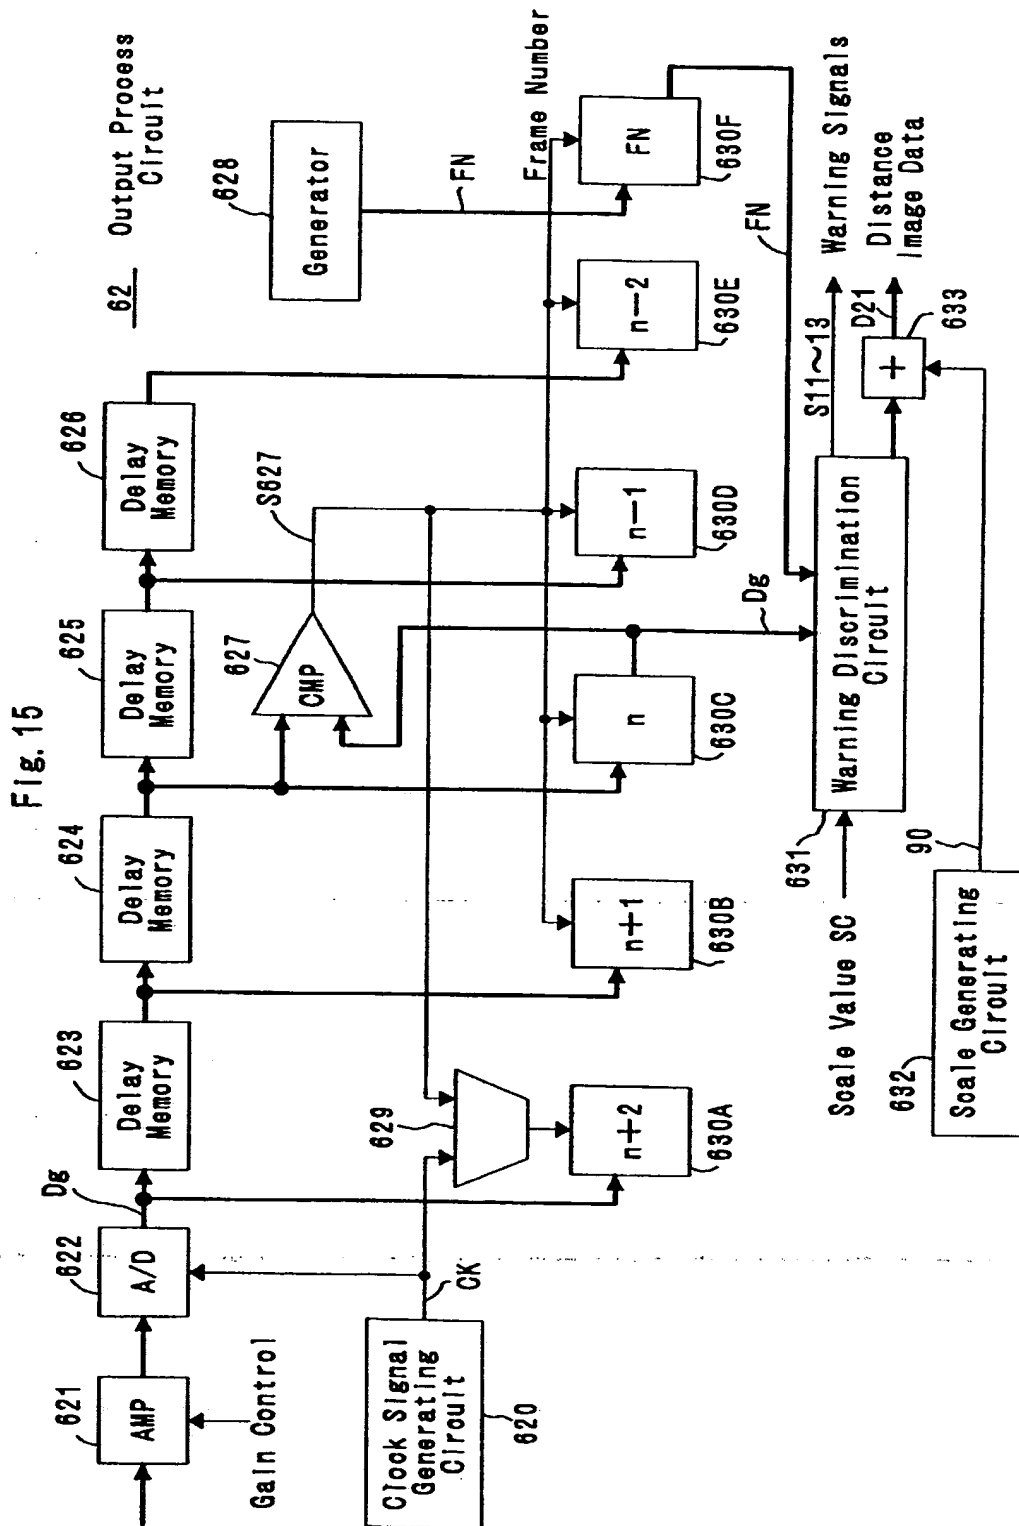 Fig. 15
62 Output Process
Circuit
621
AMP
Gain Control
622
A/D
Dg
623
Delay
Memory
624
Delay
Memory
625
Delay
Memory
626
Delay
Memory
628
Generator
FN
Clock Signal
Generating
Circuit
620
CK
629
627
CMP
S627
Frame Number
n+2
630A
n+1
630B
n
630C
n-1
630D
n-2
630E
FN
630F
Dg
FN
Scale Value SC
631
Warning Discrimination
Circuit
S11~13
Warning Signals
D21
Distance
Image Data
+
633
632
Scale Generating
Circuit
90